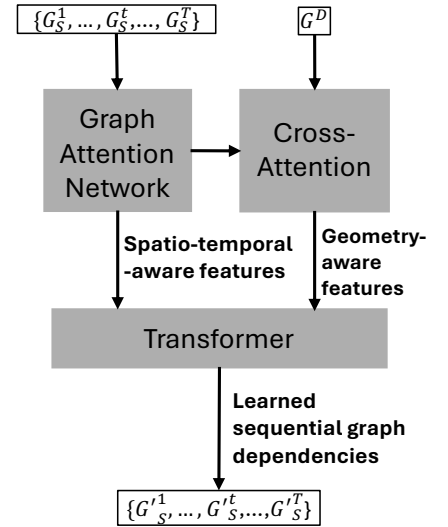 {G_S^1, ... , G_S^t,..., G_S^T}
G^D
Graph
Attention
Network
Cross-
Attention
Spatio-temporal
-aware features
Geometry-
aware
features
Transformer
Learned
sequential graph
dependencies
{G'_S^1, ... , G'_S^t,...,G'_S^T}